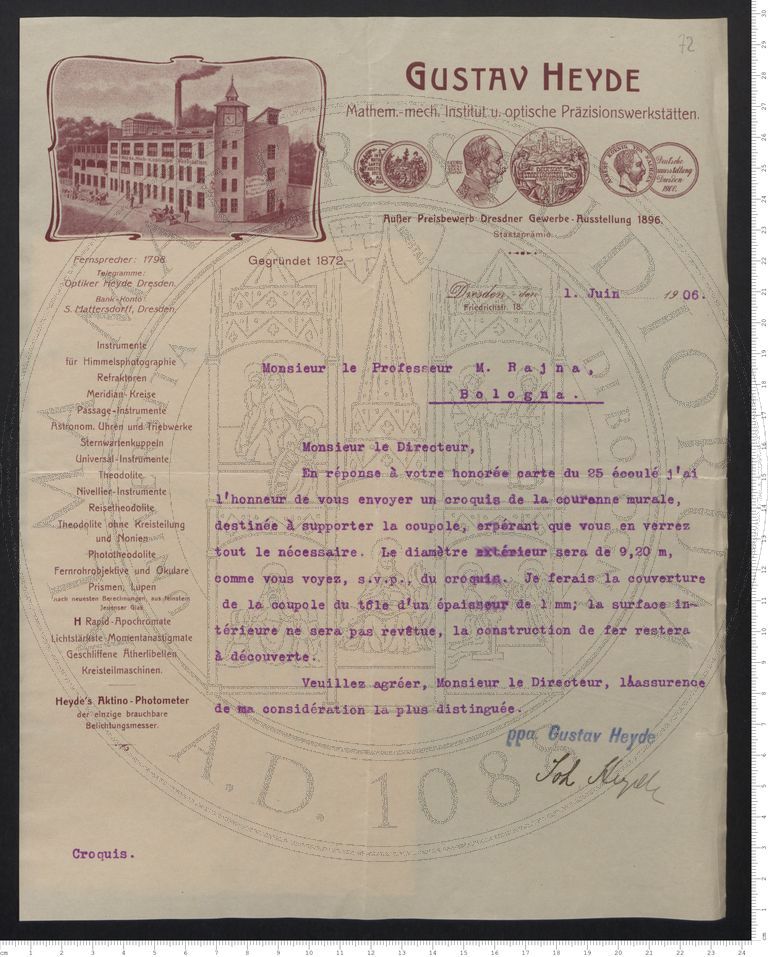 72
GUSTAV HEYDE
Mathem.-mech. Institut u. optische Präzisionswerkstätten.
Außer Preisbewerb Dresdner Gewerbe-Ausstellung 1896.
Staatsprämie.
Fernsprecher: 1798.
Telegramme:
Optiker Heyde Dresden.
Bank-Konto:
S. Mattersdorff, Dresden.
Gegründet 1872.
Dresden, den 1. Juin 1906.
Friedrichstr. 18.
Instrumente
für Himmelsphotographie
Refraktoren
Meridian-Kreise
Passage-Instrumente
Astronom. Uhren und Triebwerke
Sternwartenkuppeln
Universal-Instrumente
Theodolite
Nivellier-Instrumente
Reisetheodolite
Theodolite ohne Kreisteilung
und Nonien
Phototheodolite
Fernrohrobjektive und Okulare
Prismen, Lupen
nach neuesten Berechnungen, aus feinstem
Jenenser Glas
H Rapid-Apochromate
Lichtstärkste Momentanastigmate
Geschliffene Ätherlibellen
Kreisteilmaschinen.
Heyde's Aktino-Photometer
der einzige brauchbare
Belichtungsmesser.
Monsieur le Professeur M. Rajna,
Bologna.
Monsieur le Directeur,
En réponse à votre honorée carte du 25 écoulé j'ai
l'honneur de vous envoyer un croquis de la couranne murale,
destinée à supporter la coupole, erpérant que vous en verrez
tout le nécessaire. Le diamètre extérieur sera de 9,20 m,
comme vous voyez, s.v.p., du croquis. Je ferais la couverture
de la coupole du tôle d'un épaisseur de 1 mm; la surface in-
térieure ne sera pas revêtue, la construction de fer restera
à découverte.
Veuillez agréer, Monsieur le Directeur, lÀassurence
de ma considération la plus distinguée.
ppa. Gustav Heyde
Joh Heyde
Croquis.
A.D. 1088